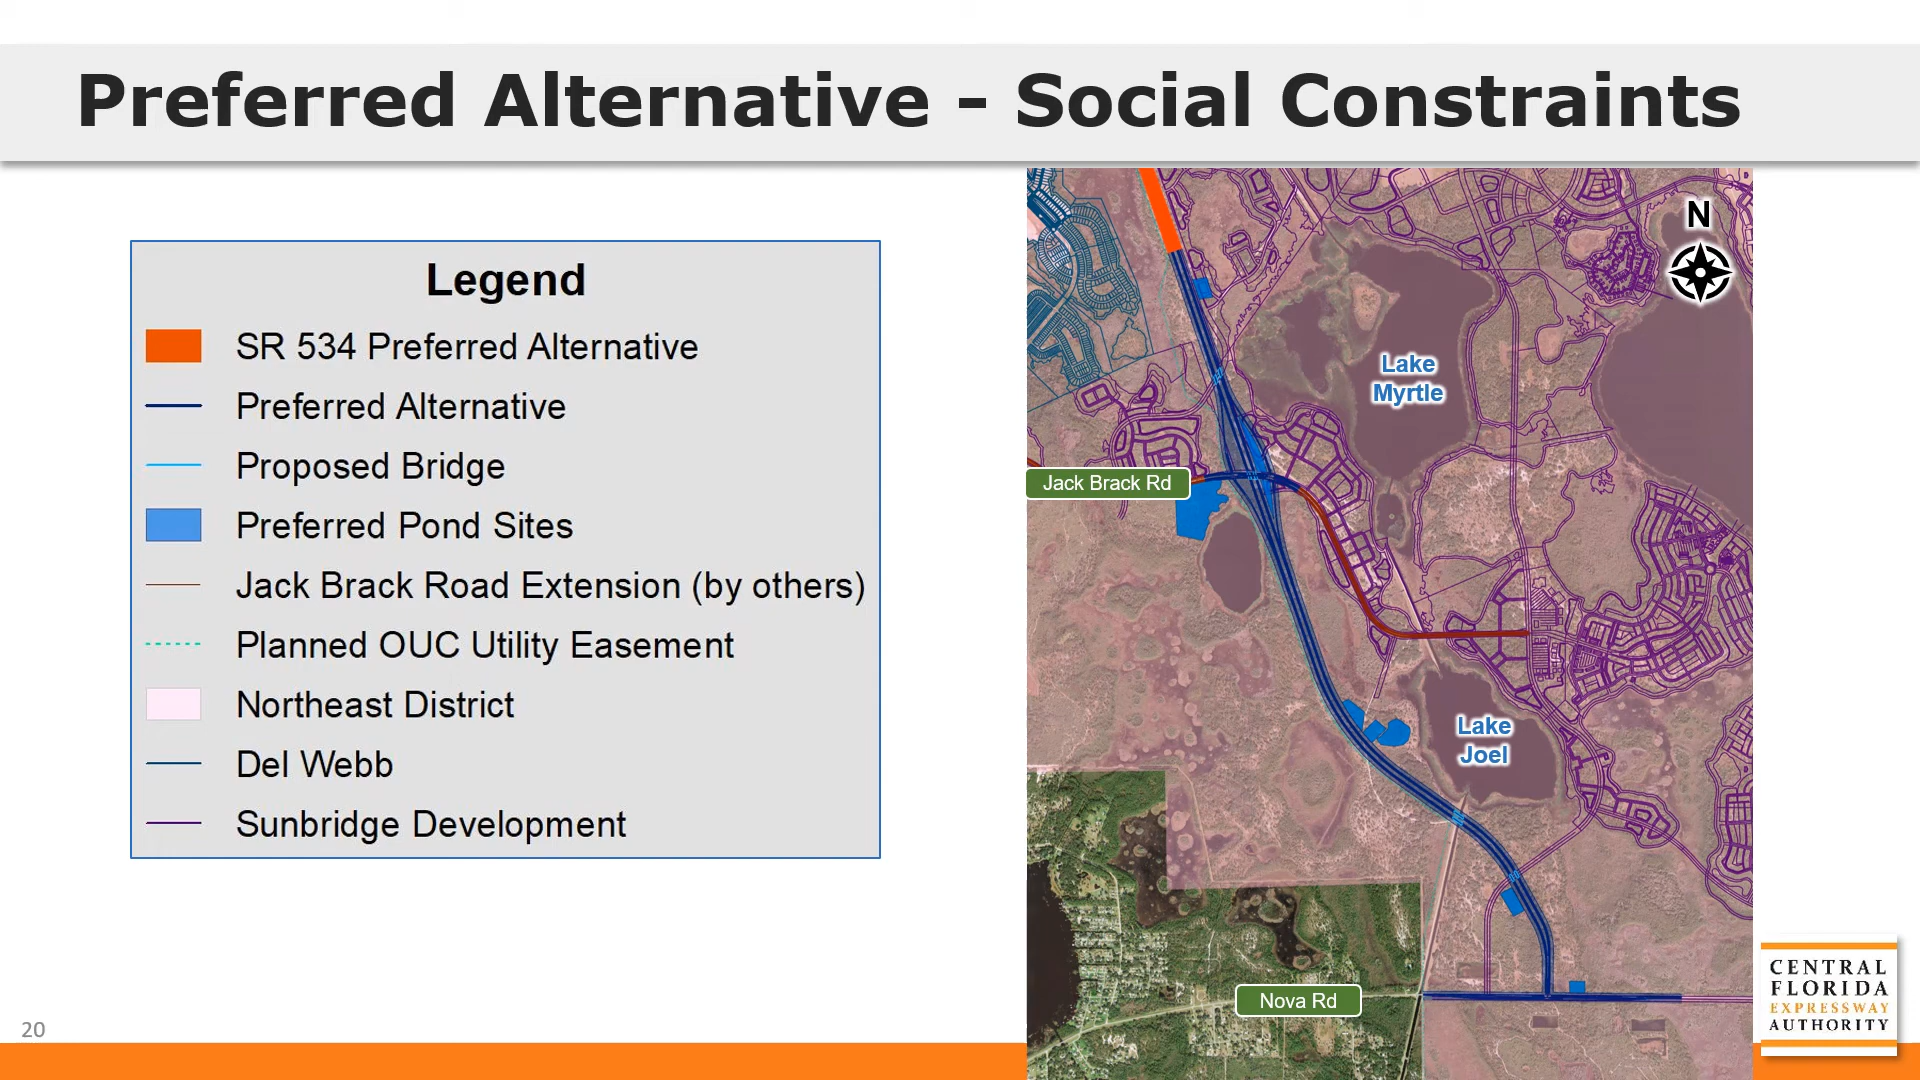 Preferred Alternative - Social Constraints
Legend
SR 534 Preferred Alternative
Preferred Alternative
Proposed Bridge
Preferred Pond Sites
Jack Brack Road Extension (by others)
Planned OUC Utility Easement
Northeast District
Del Webb
Sunbridge Development
N
Lake
Myrtle
Jack Brack Rd
Lake
Joel
Nova Rd
CENTRAL
FLORIDA
EXPRESSWAY
AUTHORITY
20